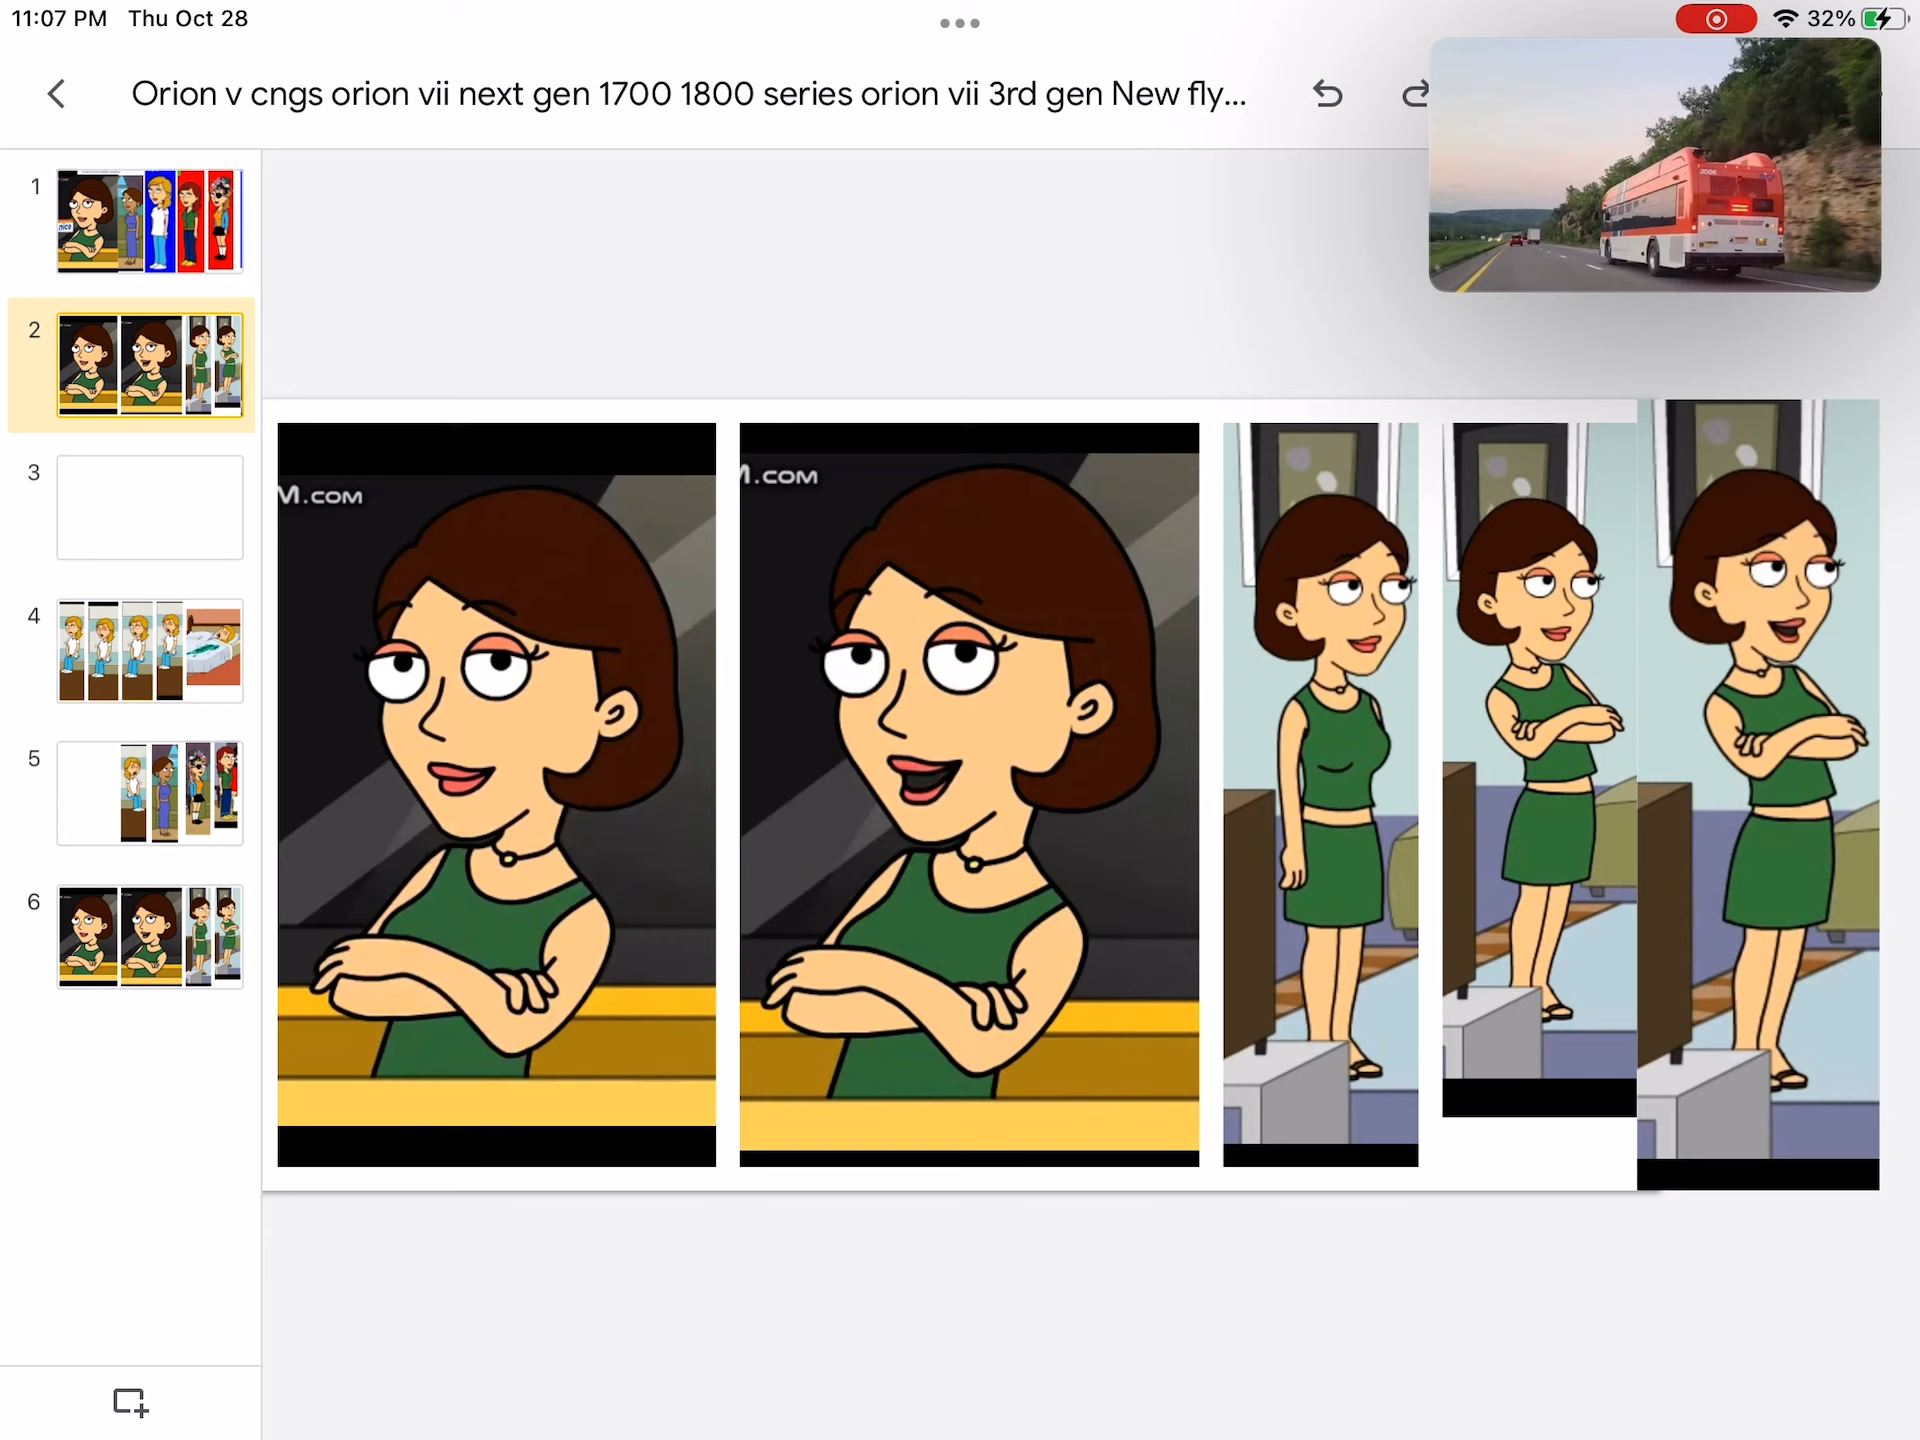 11:07 PM Thu Oct 28
32%
Orion v cngs orion vii next gen 1700 1800 series orion vii 3rd gen New fly...
2006
1
2
3
4
5
6
M.COM
M.COM